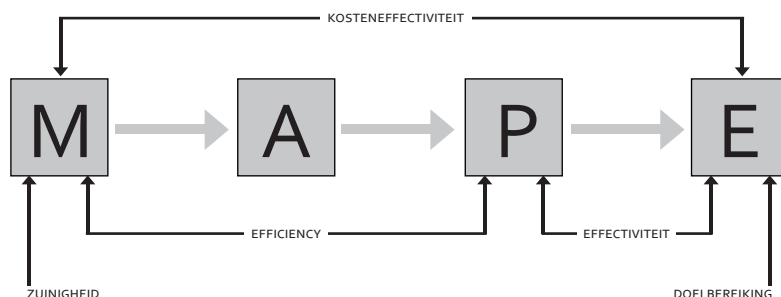 KOSTENEFFECTIVITEIT
M A P E
EFFICIENCY EFFECTIVITEIT
ZUINIGHEID DOELBEREIKING